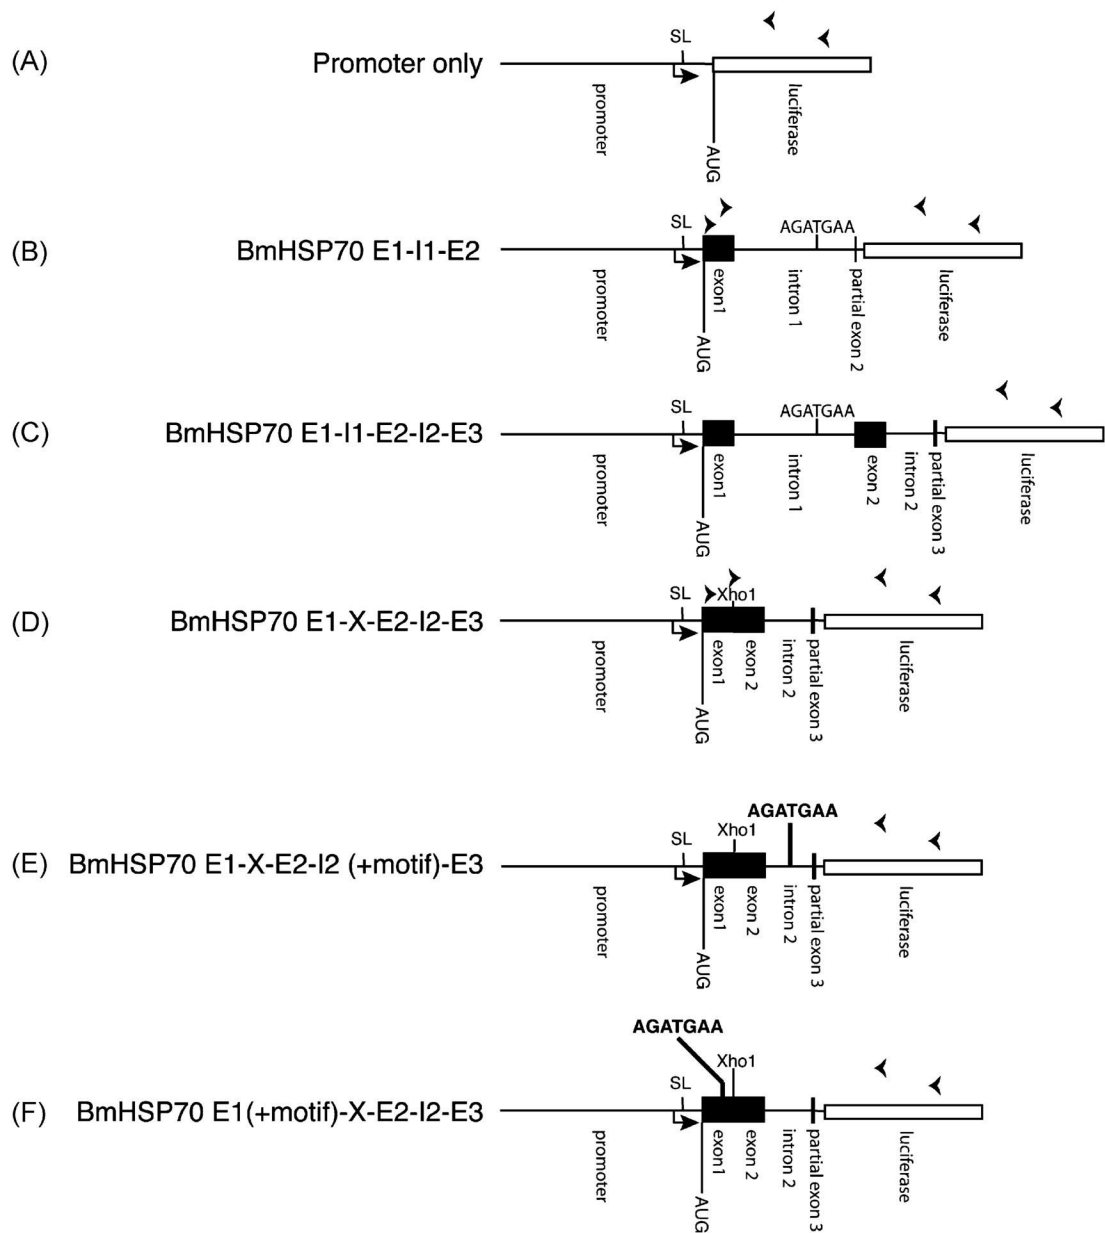 (A) Promoter only
SL
promoter
AUG
luciferase
(B) BmHSP70 E1-I1-E2
SL
AGATGAA
promoter
AUG
exon1
intron 1
partial exon 2
luciferase
(C) BmHSP70 E1-I1-E2-I2-E3
SL
AGATGAA
promoter
AUG
exon1
intron 1
exon 2
intron 2
partial exon 3
luciferase
(D) BmHSP70 E1-X-E2-I2-E3
SL
Xho1
promoter
AUG
exon1
exon 2
intron 2
partial exon 3
luciferase
(E) BmHSP70 E1-X-E2-I2 (+motif)-E3
AGATGAA
SL
Xho1
promoter
AUG
exon1
exon 2
intron 2
partial exon 3
luciferase
(F) BmHSP70 E1(+motif)-X-E2-I2-E3
AGATGAA
SL
Xho1
promoter
AUG
exon1
exon 2
intron 2
partial exon 3
luciferase